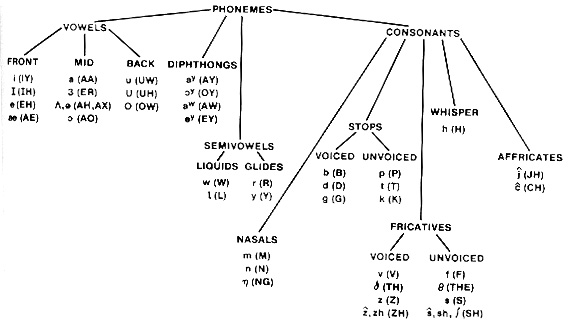 PHONEMES
VOWELS
FRONT
i (IY)
I (IH)
e (EH)
æ (AE)
MID
a (AA)
3 (ER)
Λ,ə (AH,AX)
ɔ (AO)
BACK
u (UW)
U (UH)
O (OW)
DIPHTHONGS
aʸ (AY)
ɔʸ (OY)
aʷ (AW)
eʸ (EY)
SEMIVOWELS
LIQUIDS
w (W)
l (L)
GLIDES
r (R)
y (Y)
CONSONANTS
NASALS
m (M)
n (N)
η (NG)
STOPS
VOICED
b (B)
d (D)
g (G)
UNVOICED
p (P)
t (T)
k (K)
FRICATIVES
VOICED
v (V)
∂ (TH)
z (Z)
ẑ, zh (ZH)
UNVOICED
f (F)
θ (THE)
s (S)
ŝ, sh, ∫ (SH)
WHISPER
h (H)
AFFRICATES
ĵ (JH)
ĉ (CH)